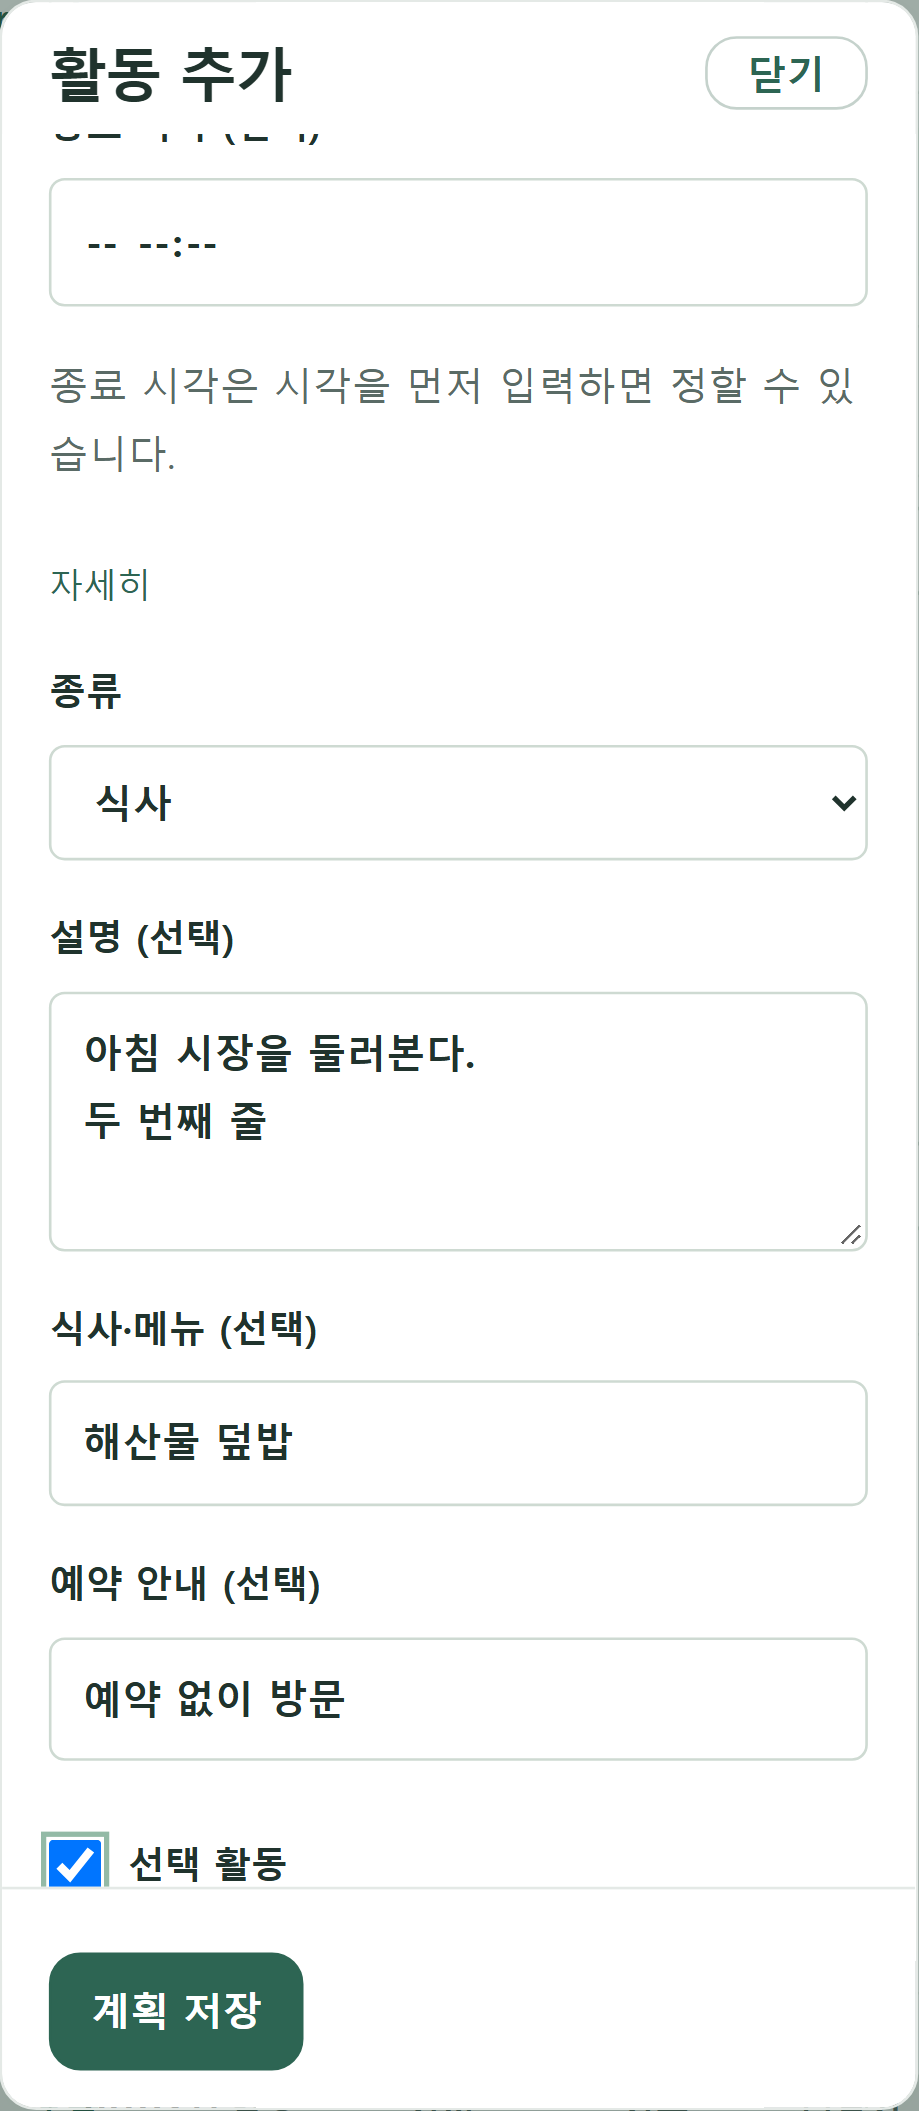 활동 추가
닫기
-- --:--
종료 시각은 시각을 먼저 입력하면 정할 수 있
습니다.
자세히
종류
식사
설명 (선택)
아침 시장을 둘러본다.
두 번째 줄
식사·메뉴 (선택)
해산물 덮밥
예약 안내 (선택)
예약 없이 방문
선택 활동
계획 저장